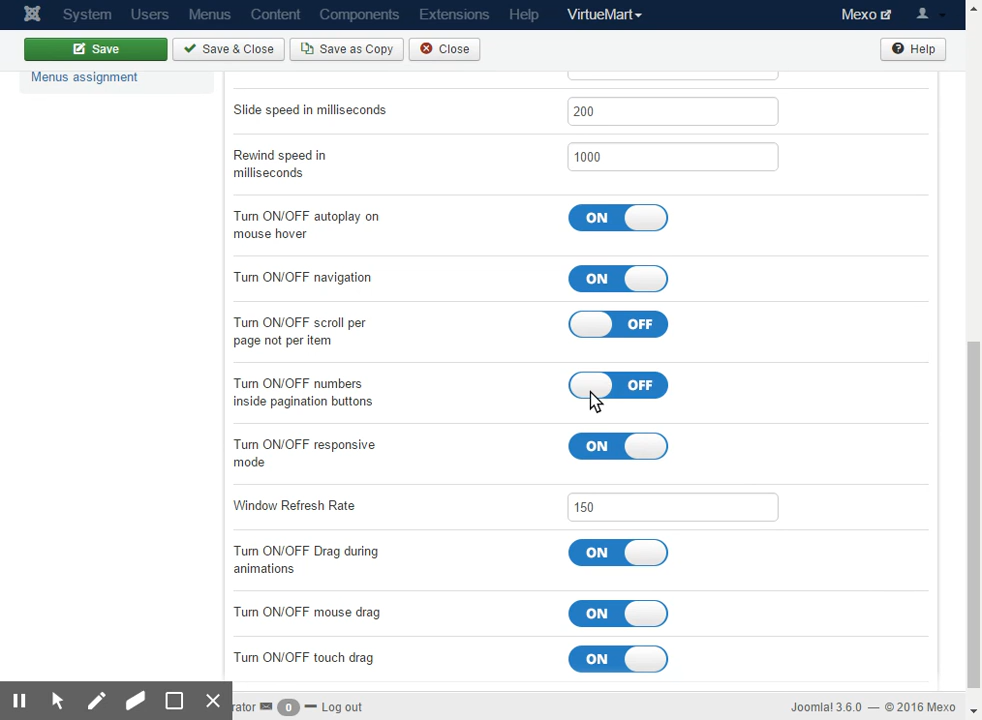 System Users Menus Content Components Extensions Help VirtueMart Mexo
Save Save & Close Save as Copy Close Help
Menus assignment
Slide speed in milliseconds 200
Rewind speed in 1000
milliseconds
Turn ON/OFF autoplay on ON
mouse hover
Turn ON/OFF navigation ON
Turn ON/OFF scroll per OFF
page not per item
Turn ON/OFF numbers OFF
inside pagination buttons
Turn ON/OFF responsive ON
mode
Window Refresh Rate 150
Turn ON/OFF Drag during ON
animations
Turn ON/OFF mouse drag ON
Turn ON/OFF touch drag ON
rator 0 Log out Joomla! 3.6.0 — © 2016 Mexo